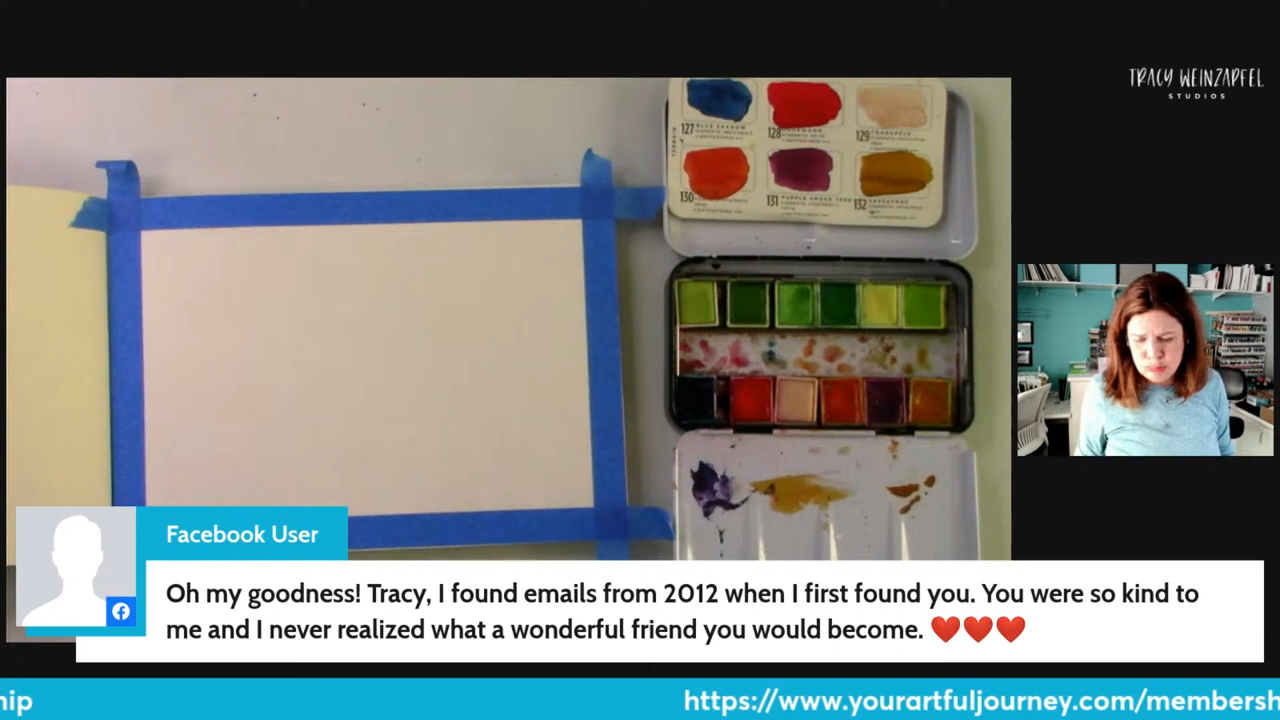 TRACY WEINZAPFEL
STUDIOS
127 BLUE SHADOW
128
129
130
131 PURPLE SMOKE TREE
132
Facebook User
Oh my goodness! Tracy, I found emails from 2012 when I first found you. You were so kind to
me and I never realized what a wonderful friend you would become. ❤️❤️❤️
hip
https://www.yourartfuljourney.com/membersh